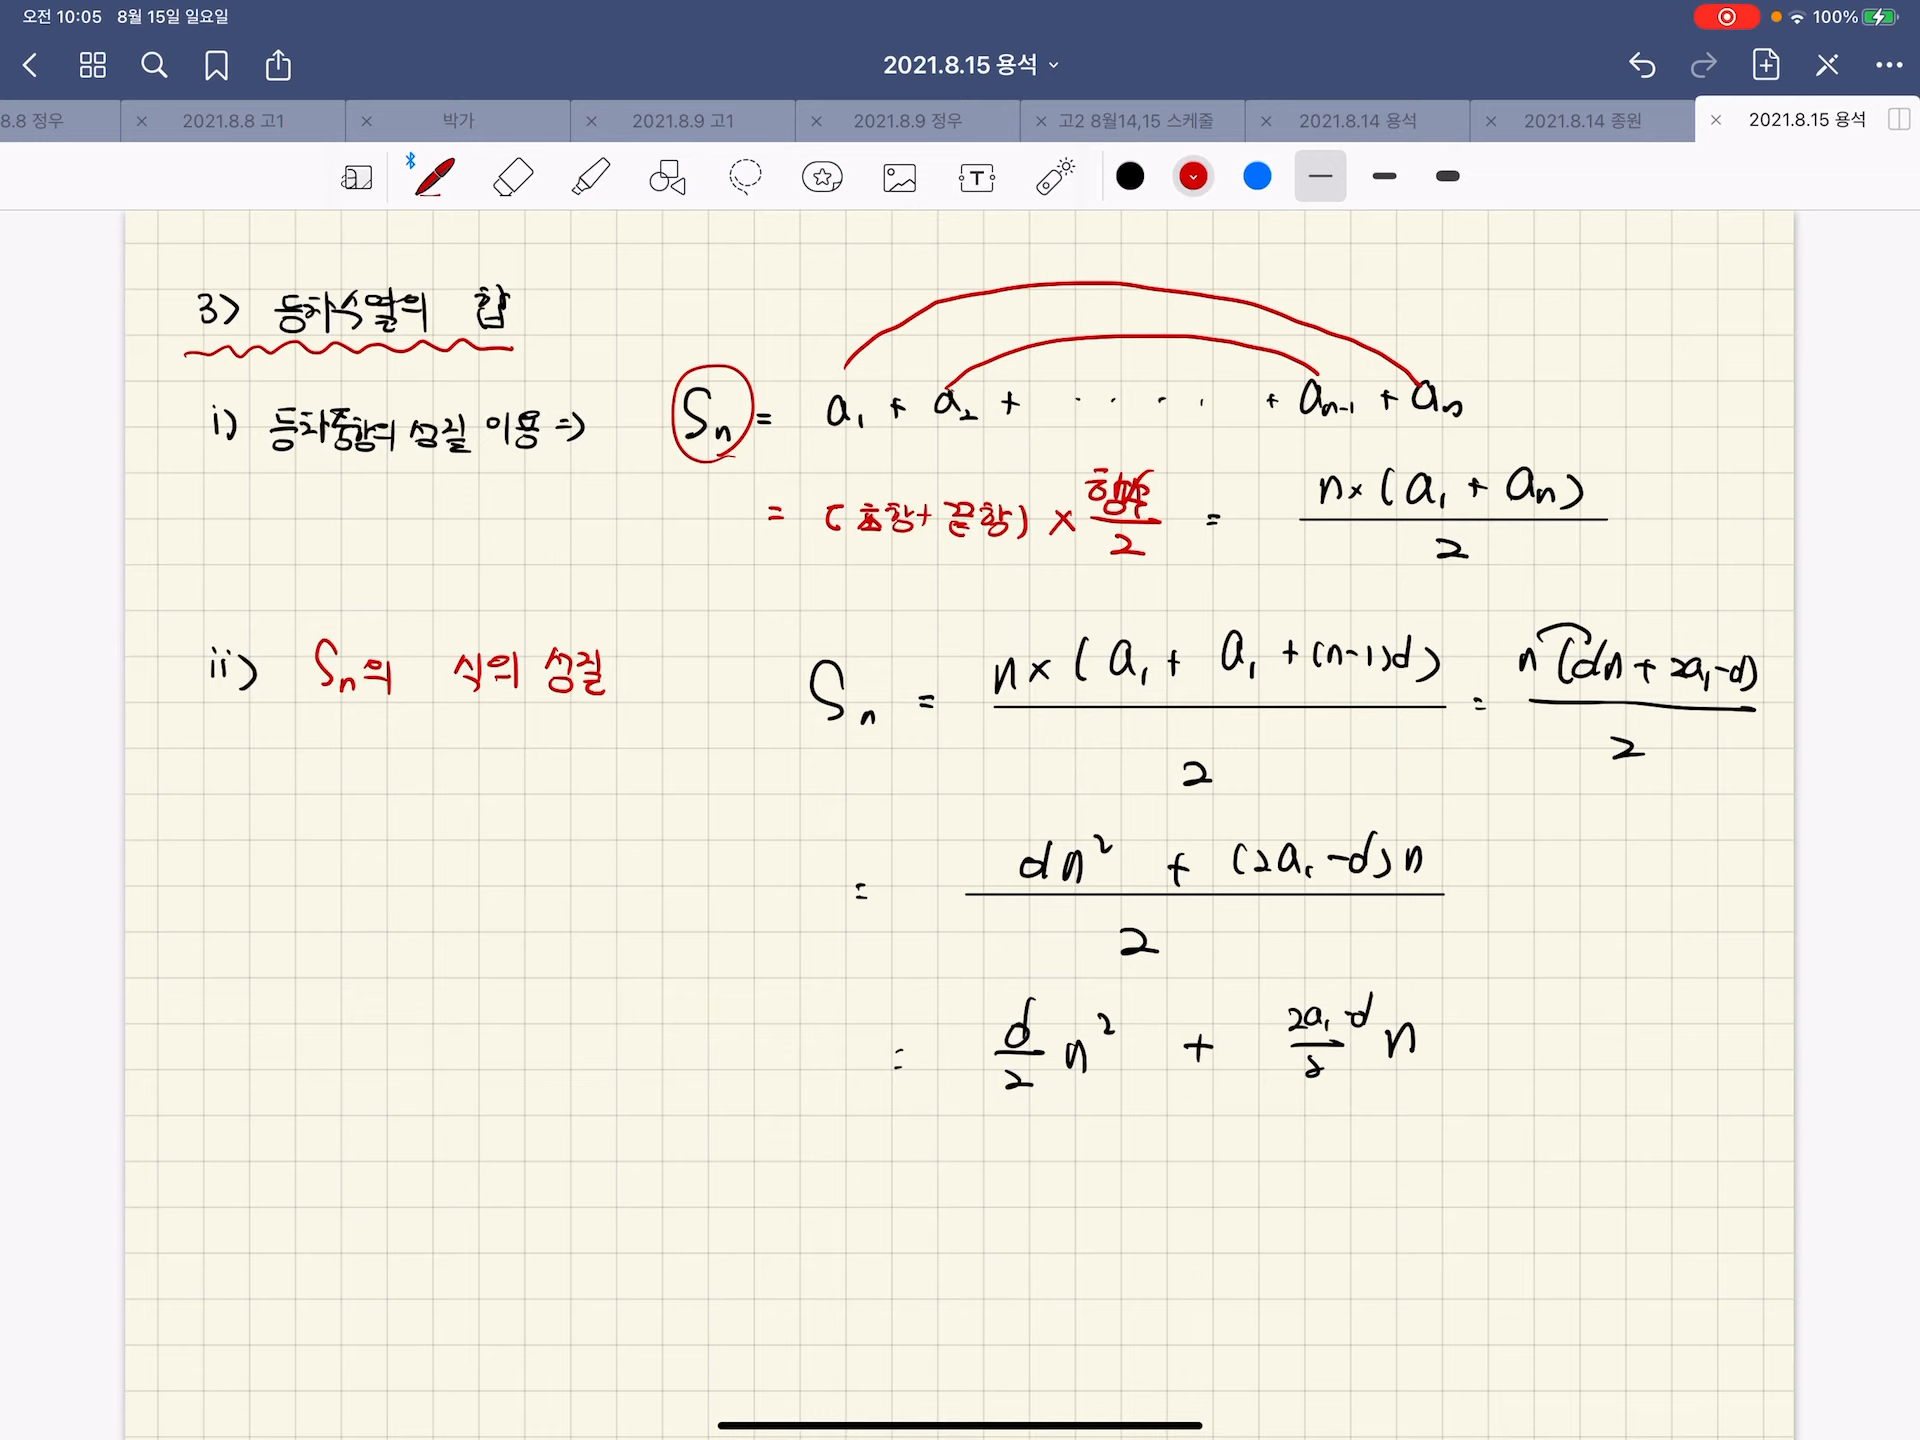 오전 10:05 8월 15일 일요일
100%
2021.8.15 용석
8.8 정우
2021.8.8 고1
박가
2021.8.9 고1
2021.8.9 정우
고2 8월14,15 스케줄
2021.8.14 용석
2021.8.14 종원
2021.8.15 용석
3) 등차수열의 합
i) 등차중항의 성질 이용 => Sₙ = a₁ + a₂ + ····· + aₙ₋₁ + aₙ
= (초항+끝항) × 항수/2 = n×(a₁ + aₙ)/2
ii) Sₙ의 식의 성질 Sₙ = n×(a₁ + a₁ + (n-1)d)/2 = n(dn + 2a₁-d)/2
= dn² + (2a₁-d)n/2
= d/2 n² + 2a₁-d/2 n